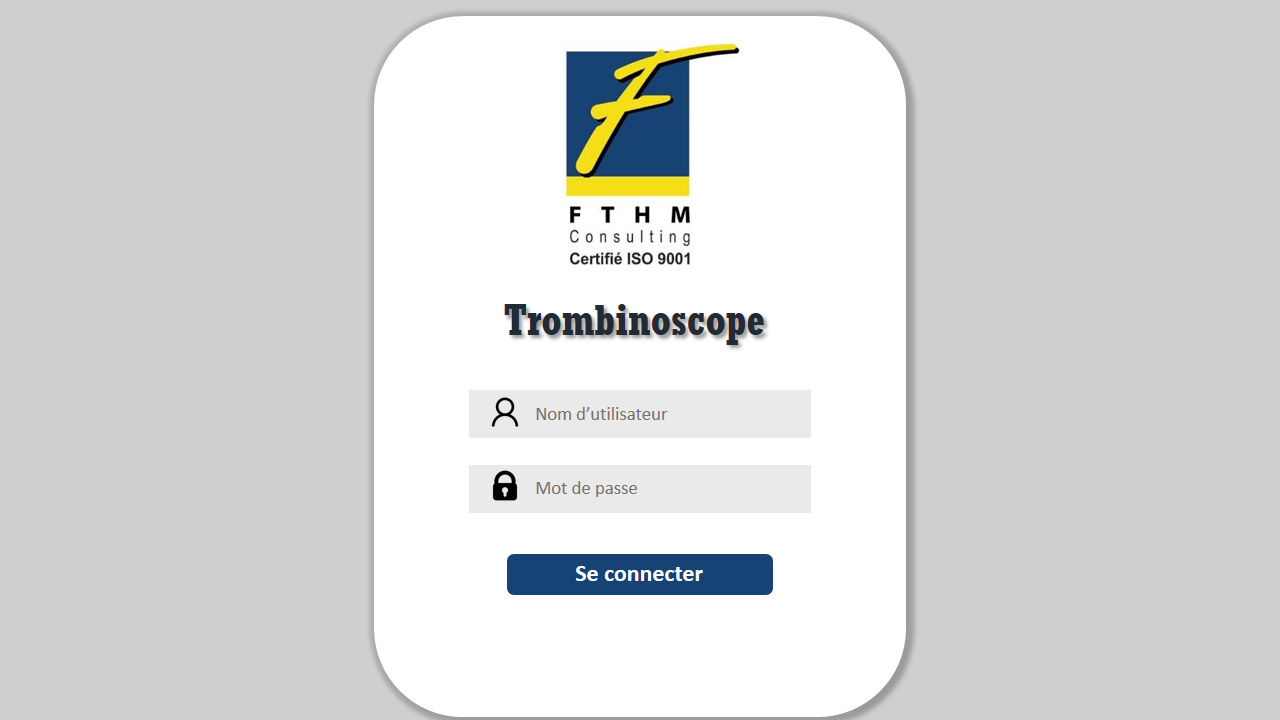 F T H M
Consulting
Certifié ISO 9001
Trombinoscope
Nom d’utilisateur
Mot de passe
Se connecter